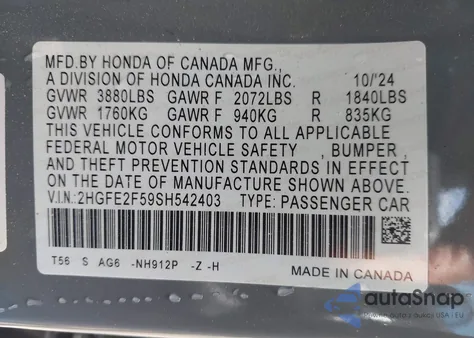 MFD.BY HONDA OF CANADA MFG.,
A DIVISION OF HONDA CANADA INC. 10/'24
GVWR 3880LBS GAWR F 2072LBS R 1840LBS
GVWR 1760KG GAWR F 940KG R 835KG
THIS VEHICLE CONFORMS TO ALL APPLICABLE
FEDERAL MOTOR VEHICLE SAFETY , BUMPER ,
AND THEFT PREVENTION STANDARDS IN EFFECT
ON THE DATE OF MANUFACTURE SHOWN ABOVE.
V.I.N.: 2HGFE2F59SH542403 TYPE: PASSENGER CAR
T56 S AG6 -NH912P -Z -H
MADE IN CANADA
autoSnap